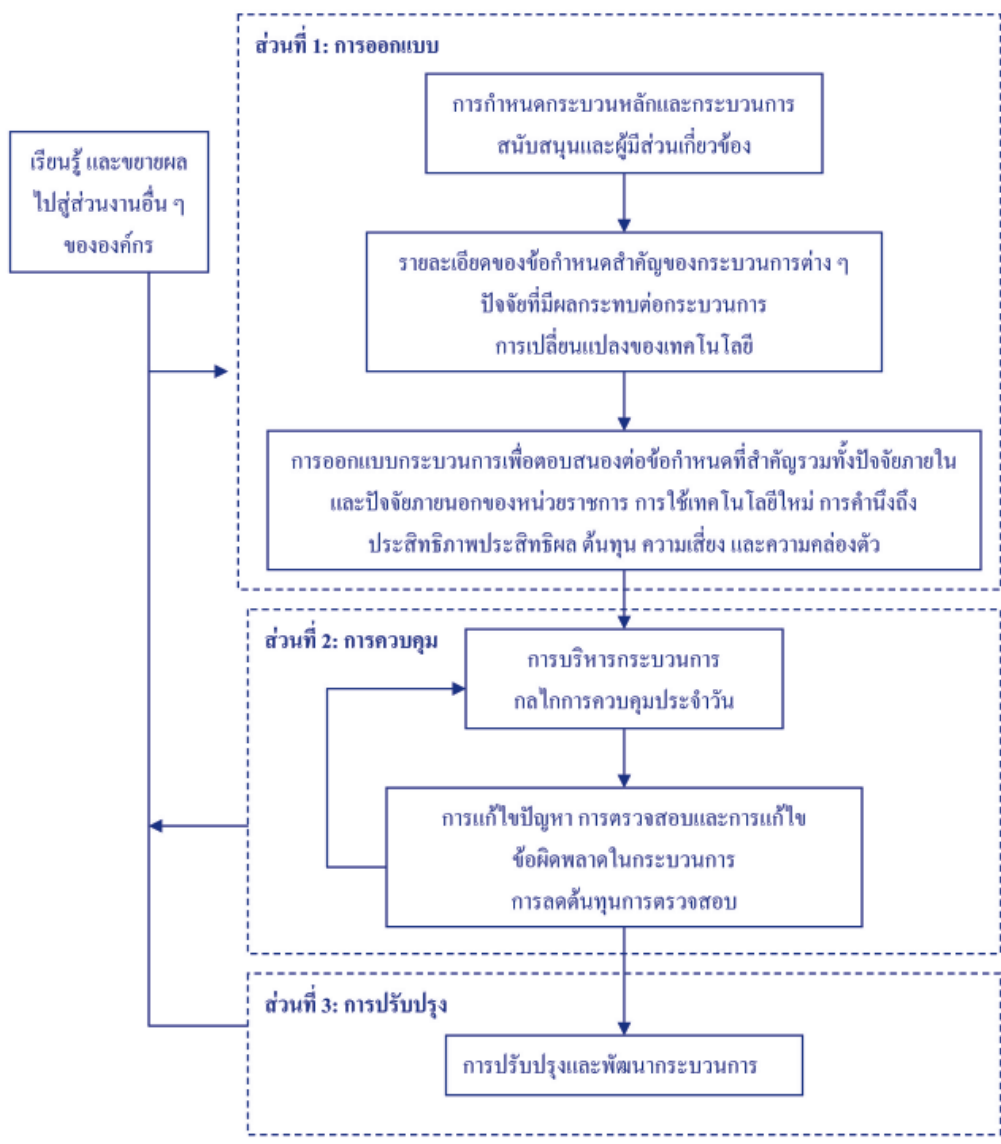 ส่วนที่ 1: การออกแบบ
การกำหนดกระบวนหลักและกระบวนการ
สนับสนุนและผู้มีส่วนเกี่ยวข้อง
เรียนรู้ และขยายผล
ไปสู่ส่วนงานอื่น ๆ
ขององค์กร
รายละเอียดของข้อกำหนดสำคัญของกระบวนการต่าง ๆ
ปัจจัยที่มีผลกระทบต่อกระบวนการ
การเปลี่ยนแปลงของเทคโนโลยี
การออกแบบกระบวนการเพื่อตอบสนองต่อข้อกำหนดที่สำคัญรวมทั้งปัจจัยภายใน
และปัจจัยภายนอกของหน่วยราชการ การใช้เทคโนโลยีใหม่ การคำนึงถึง
ประสิทธิภาพประสิทธิผล ต้นทุน ความเสี่ยง และความคล่องตัว
ส่วนที่ 2: การควบคุม
การบริหารกระบวนการ
กลไกการควบคุมประจำวัน
การแก้ไขปัญหา การตรวจสอบและการแก้ไข
ข้อผิดพลาดในกระบวนการ
การลดต้นทุนการตรวจสอบ
ส่วนที่ 3: การปรับปรุง
การปรับปรุงและพัฒนากระบวนการ